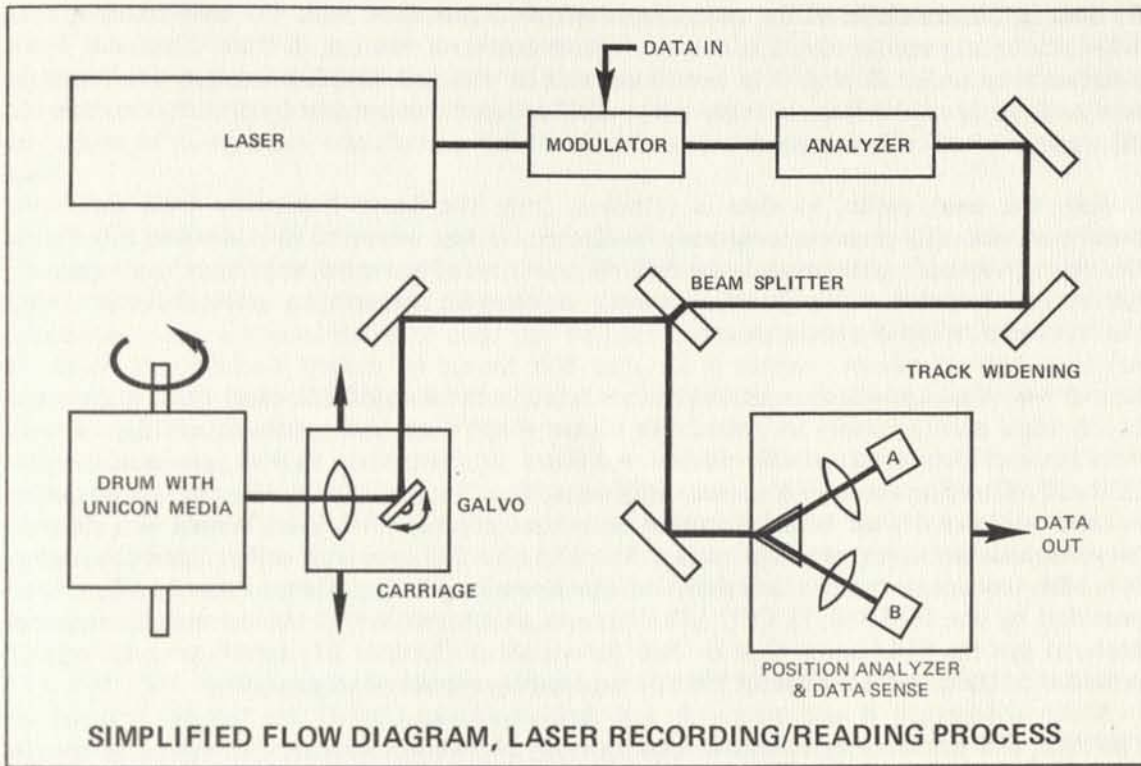 DATA IN
LASER
MODULATOR
ANALYZER
BEAM SPLITTER
TRACK WIDENING
DRUM WITH
UNICON MEDIA
GALVO
CARRIAGE
A
B
DATA
OUT
POSITION ANALYZER
& DATA SENSE
SIMPLIFIED FLOW DIAGRAM, LASER RECORDING/READING PROCESS